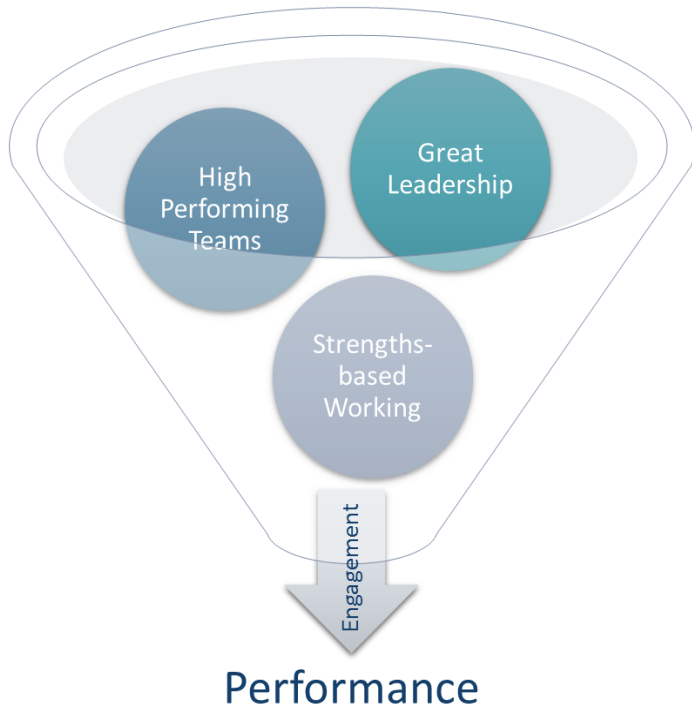 High
Performing
Teams
Great
Leadership
Strengths-
based
Working
Engagement
Performance